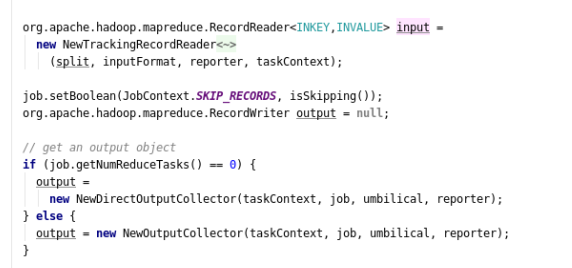 org.apache.hadoop.mapreduce.RecordReader<INKEY,INVALUE> input =
new NewTrackingRecordReader<~>
(split, inputFormat, reporter, taskContext);
job.setBoolean(JobContext.SKIP_RECORDS, isSkipping());
org.apache.hadoop.mapreduce.RecordWriter output = null;
// get an output object
if (job.getNumReduceTasks() == 0) {
output =
new NewDirectOutputCollector(taskContext, job, umbilical, reporter);
} else {
output = new NewOutputCollector(taskContext, job, umbilical, reporter);
}